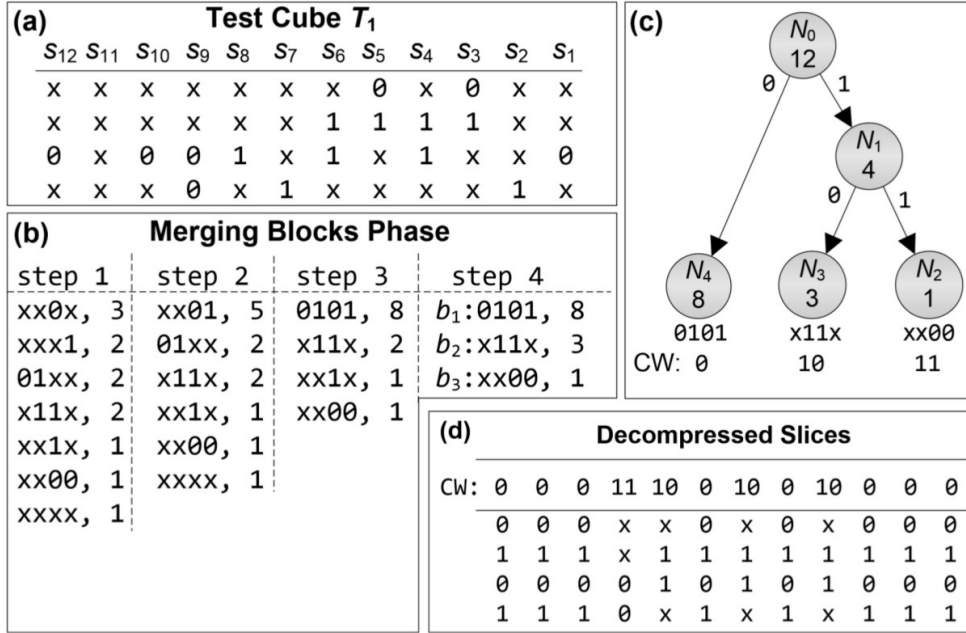 (a) Test Cube T1
s12 s11 s10 s9 s8 s7 s6 s5 s4 s3 s2 s1
x x x x x x x 0 x 0 x x
x x x x x x 1 1 1 1 x x
0 x 0 0 1 x 1 x 1 x x 0
x x x 0 x 1 x x x x 1 x
(b) Merging Blocks Phase
step 1 step 2 step 3 step 4
xx0x, 3 xx01, 5 0101, 8 b1:0101, 8
xxx1, 2 01xx, 2 x11x, 2 b2:x11x, 3
01xx, 2 x11x, 2 xx1x, 1 b3:xx00, 1
x11x, 2 xx1x, 1 xx00, 1
xx1x, 1 xx00, 1
xx00, 1 xxxx, 1
xxxx, 1
(c)
N0
12
0 1
N1
4
0 1
N4 N3 N2
8 3 1
0101 x11x xx00
CW: 0 10 11
(d) Decompressed Slices
CW: 0 0 0 11 10 0 10 0 10 0 0 0
0 0 0 x x 0 x 0 x 0 0 0
1 1 1 x 1 1 1 1 1 1 1 1
0 0 0 0 1 0 1 0 1 0 0 0
1 1 1 0 x 1 x 1 x 1 1 1